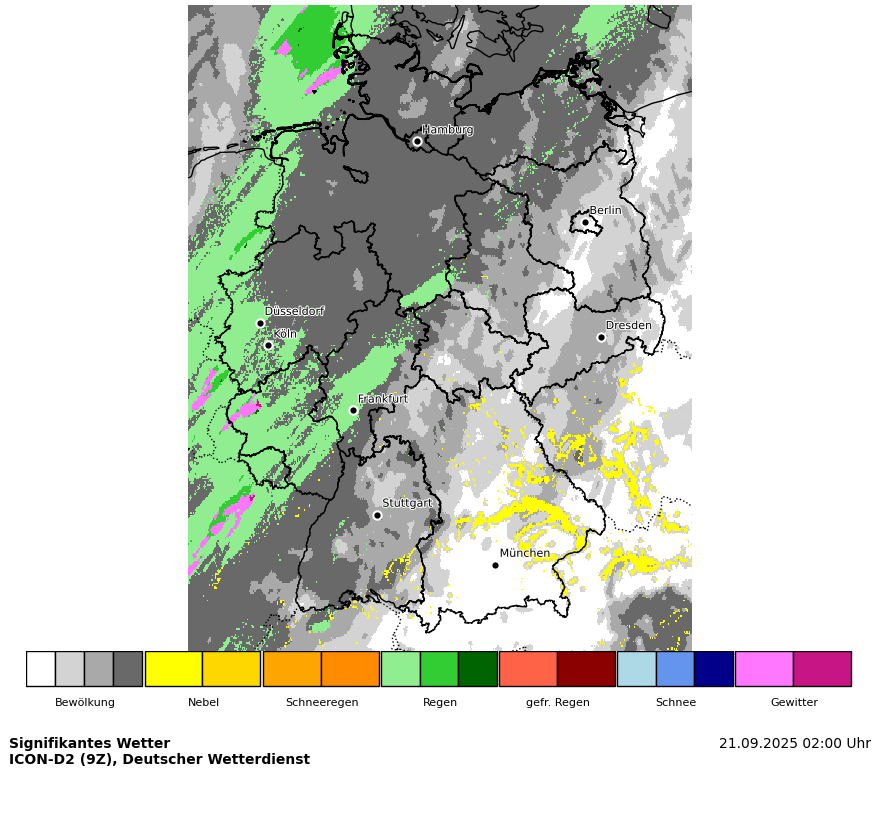 Hamburg
Berlin
Düsseldorf
Köln
Dresden
Frankfurt
Stuttgart
München
Bewölkung Nebel Schneeregen Regen gefr. Regen Schnee Gewitter
Signifikantes Wetter 21.09.2025 02:00 Uhr
ICON-D2 (9Z), Deutscher Wetterdienst